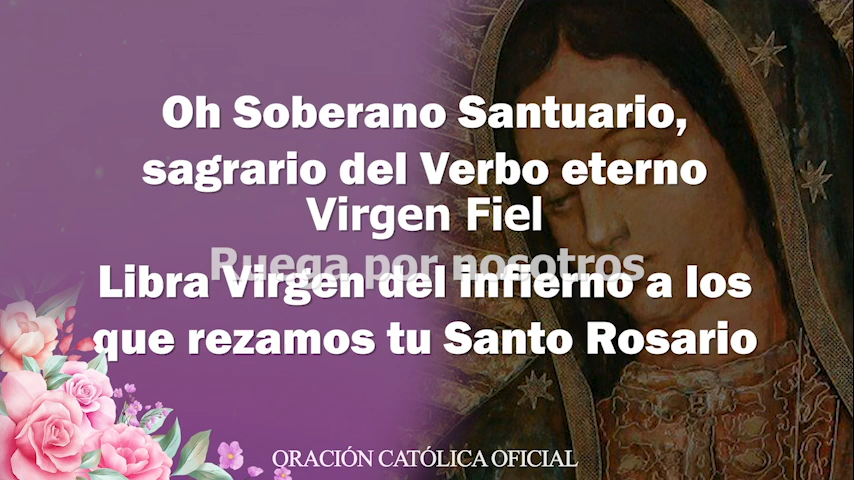 Oh Soberano Santuario,
sagrario del Verbo eterno
Virgen Fiel
Ruega por nosotros
Libra Virgen del infierno a los
que rezamos tu Santo Rosario
ORACIÓN CATÓLICA OFICIAL